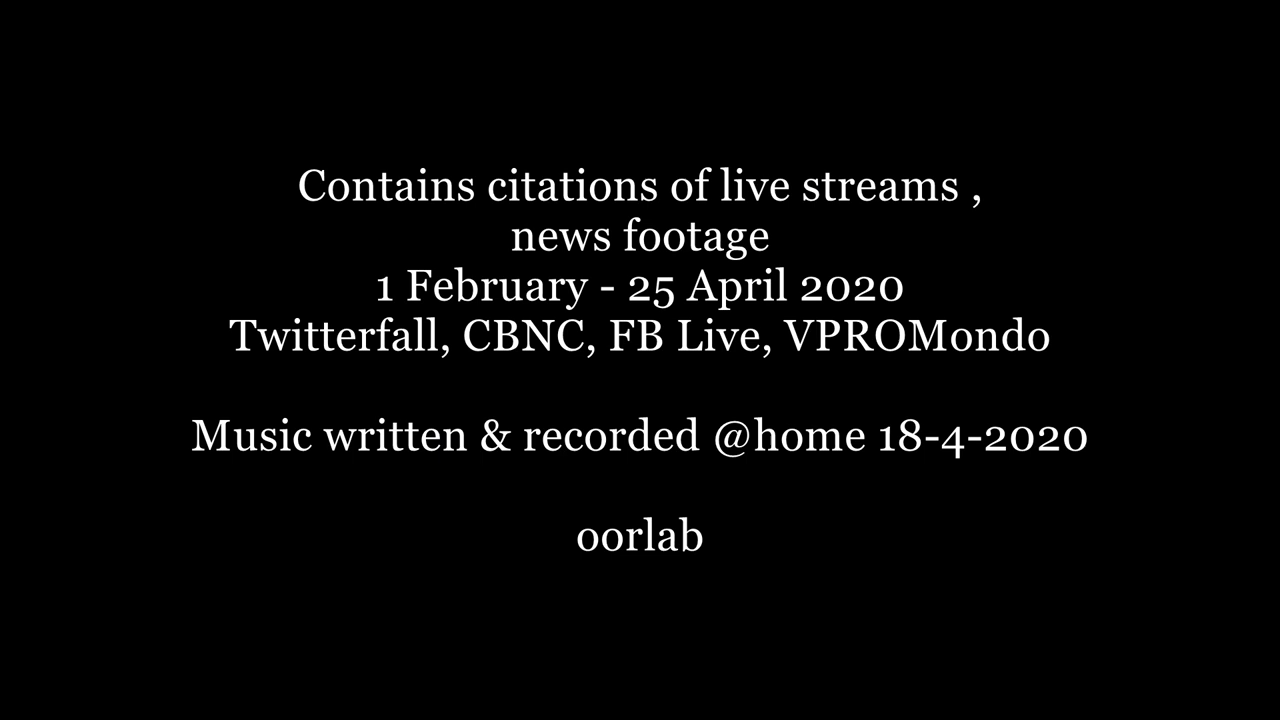 Contains citations of live streams ,
news footage
1 February - 25 April 2020
Twitterfall, CBNC, FB Live, VPROMondo
Music written & recorded @home 18-4-2020
oorlab